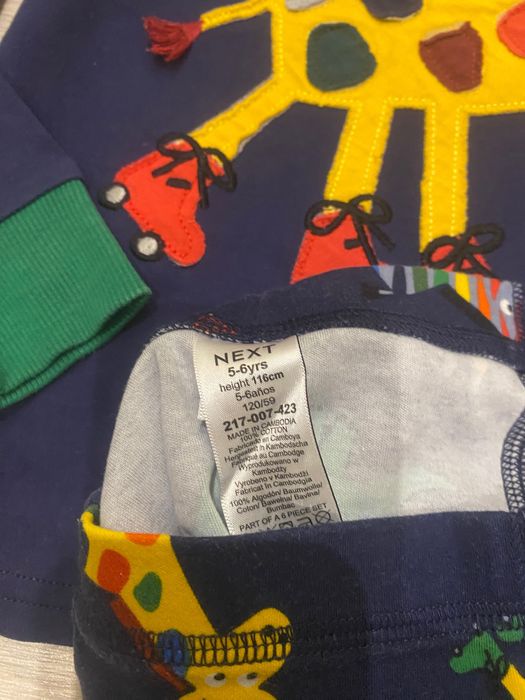 NEXT
5-6yrs
height 116cm
5-6años
120/59
217-007-423
MADE IN CAMBODIA
100% COTTON
Fabricado en Camboya
Hergestellt in Kambodscha
Fabriqué au Cambodge
Wyprodukowano w
Kambodży
Vyrobeno v Kambodži
Fabricat în Cambodgia
100% Algodón/ Baumwolle/
Coton/ Bawełna/ Bavlna/
Bumbac
PART OF A 6 PIECE SET